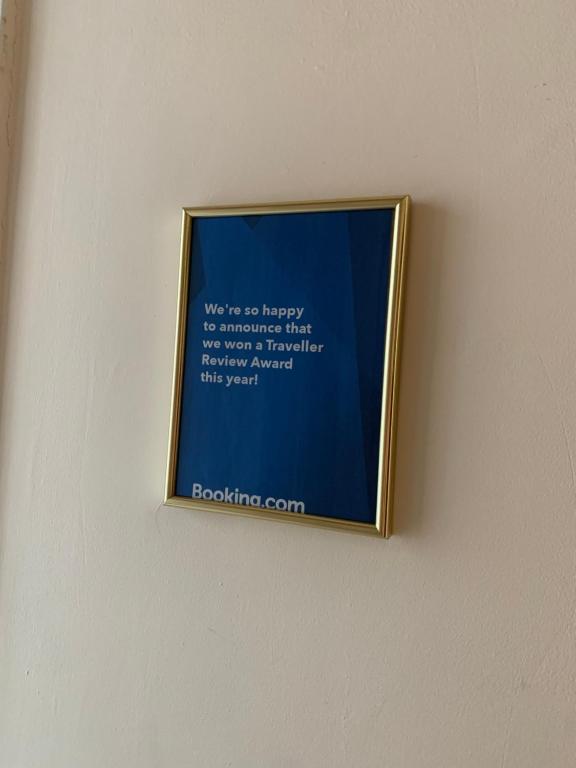 We're so happy
to announce that
we won a Traveller
Review Award
this year!
Booking.com